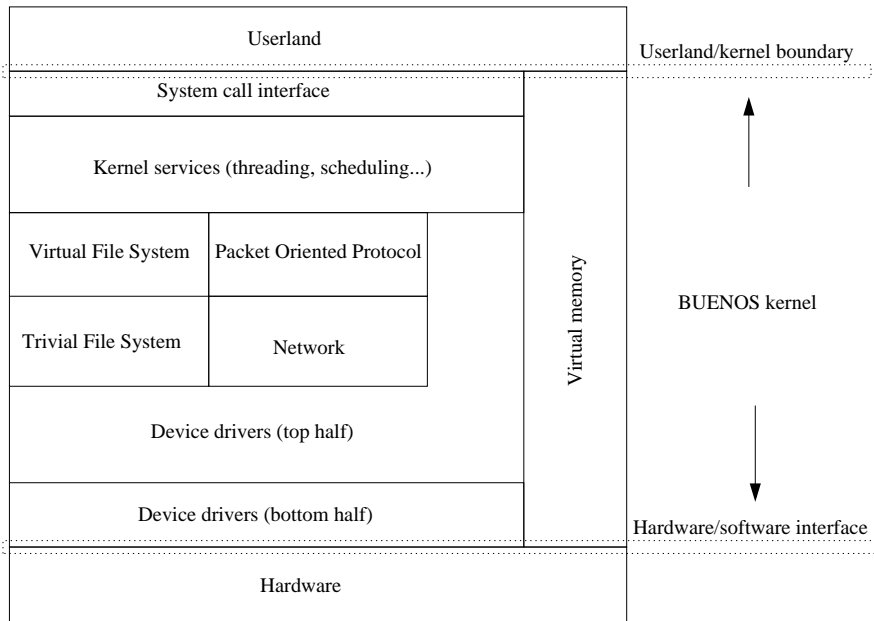 Userland
Userland/kernel boundary
System call interface
Kernel services (threading, scheduling...)
Virtual File System
Packet Oriented Protocol
Virtual memory
BUENOS kernel
Trivial File System
Network
Device drivers (top half)
Device drivers (bottom half)
Hardware/software interface
Hardware